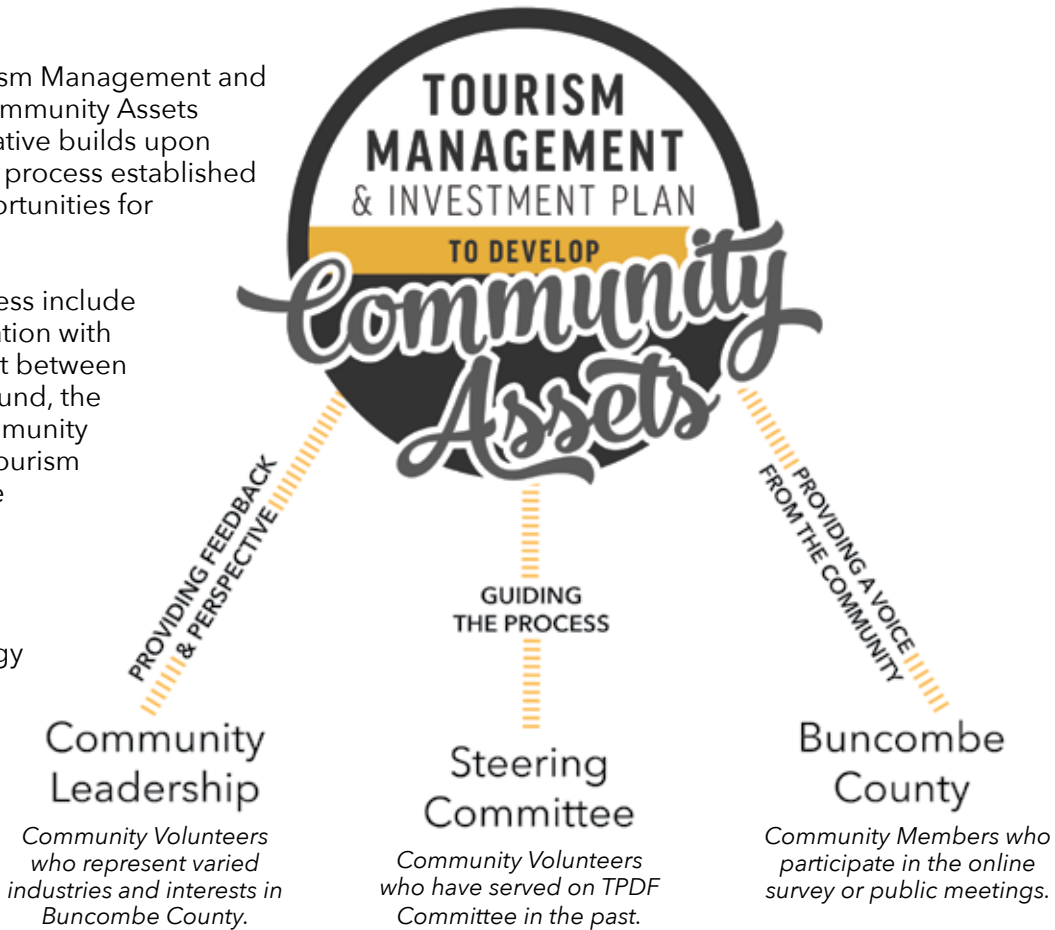 ism Management and
mmunity Assets
ative builds upon
process established
ortunities for
ess include
ation with
t between
und, the
mmunity
ourism
e
gy
TOURISM
MANAGEMENT
& INVESTMENT PLAN
TO DEVELOP
Community
Assets
PROVIDING FEEDBACK
& PERSPECTIVE
GUIDING
THE PROCESS
PROVIDING A VOICE
FROM THE COMMUNITY
Community
Leadership
Community Volunteers
who represent varied
industries and interests in
Buncombe County.
Steering
Committee
Community Volunteers
who have served on TPDF
Committee in the past.
Buncombe
County
Community Members who
participate in the online
survey or public meetings.